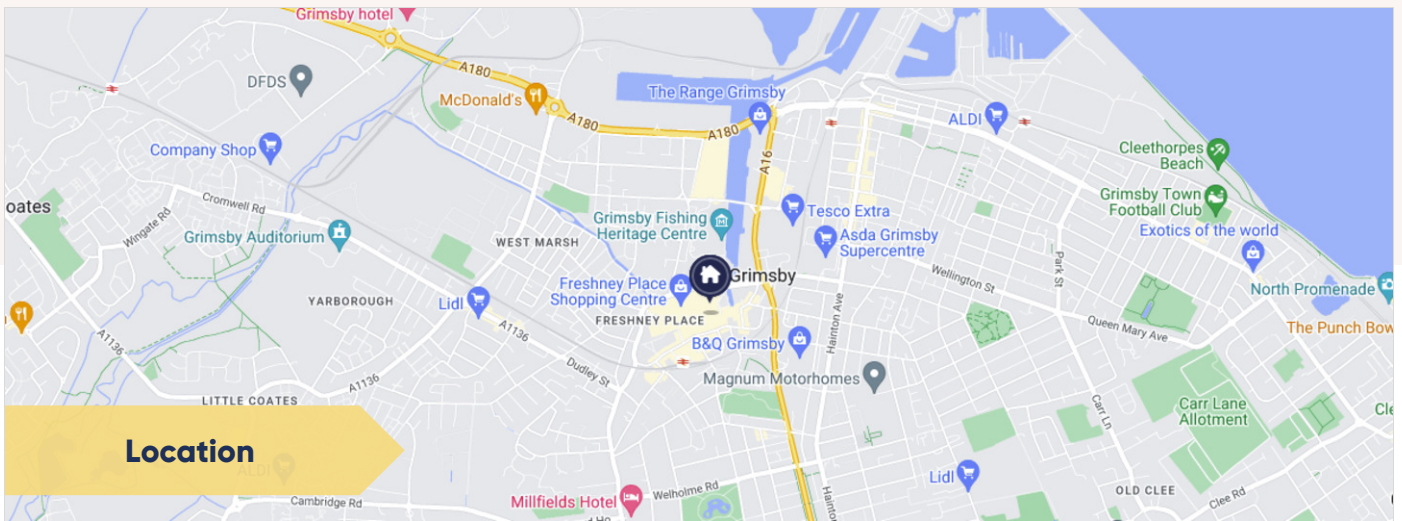 Grimsby hotel
A180
DFDS
McDonald's
A180
The Range Grimsby
A180
ALDI
Company Shop
Cleethorpes
Beach
A16
oates
Cromwell Rd
Wingate Rd
Grimsby Town
Football Club
Grimsby Auditorium
Grimsby Fishing
Heritage Centre
Tesco Extra
WEST MARSH
Asda Grimsby
Supercentre
Exotics of the world
Park St
Grimsby
Wellington St
Freshney Place
Shopping Centre
North Promenade
YARBOROUGH
Lidl
FRESHNEY PLACE
Hainton Ave
A1136
A1136
B&Q Grimsby
Queen Mary Ave
The Punch Bow
Dudley St
Magnum Motorhomes
A1136
LITTLE COATES
Carr Lane
Allotment
Carr Ln
Cle
Location
ALDI
Lidl
Millfields Hotel
Welholme Rd
Cambridge Rd
OLD CLEE
Clee Rd
Hainto